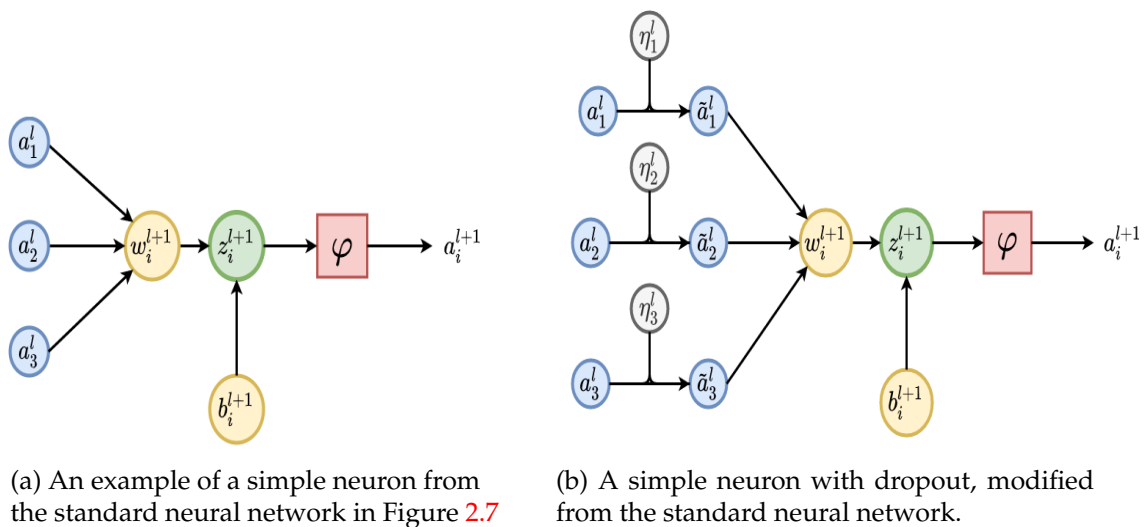 a_1^l
a_2^l
a_3^l
w_i^{l+1}
z_i^{l+1}
φ
a_i^{l+1}
b_i^{l+1}
(a) An example of a simple neuron from
the standard neural network in Figure 2.7
η_1^l
a_1^l
ã_1^l
η_2^l
a_2^l
ã_2^l
w_i^{l+1}
z_i^{l+1}
φ
a_i^{l+1}
η_3^l
a_3^l
ã_3^l
b_i^{l+1}
(b) A simple neuron with dropout, modified
from the standard neural network.